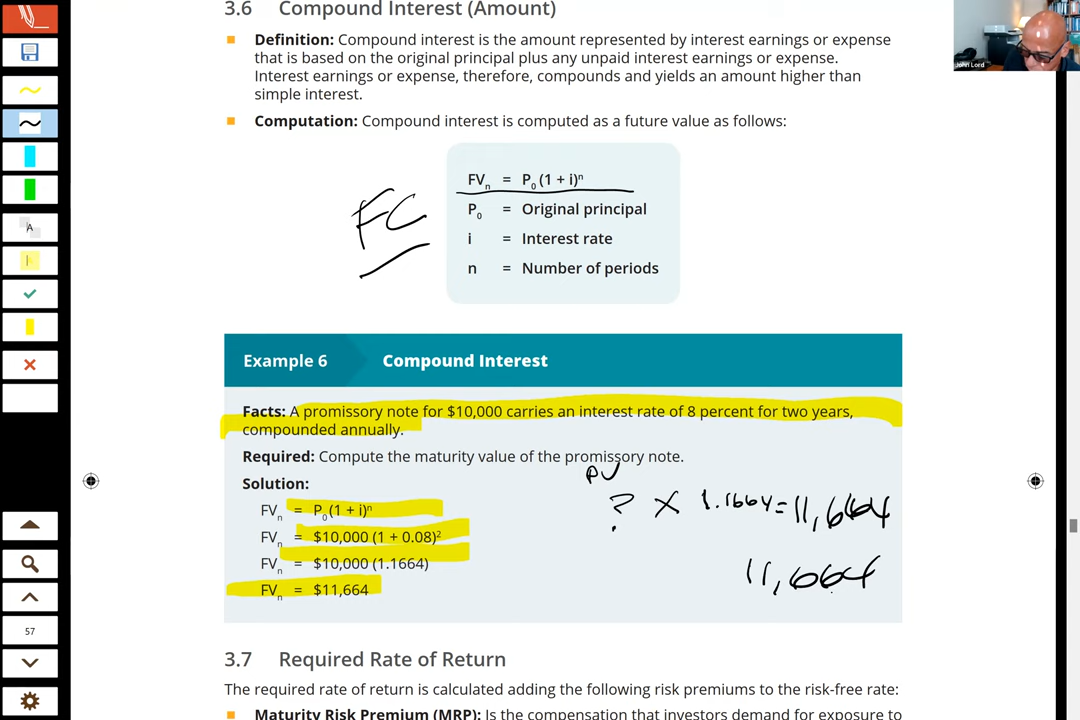 3.6 Compound Interest (Amount)
Definition: Compound interest is the amount represented by interest earnings or expense
that is based on the original principal plus any unpaid interest earnings or expense.
Interest earnings or expense, therefore, compounds and yields an amount higher than
simple interest.
Computation: Compound interest is computed as a future value as follows:
FVn = P0 (1 + i)ⁿ
P0 = Original principal
i = Interest rate
n = Number of periods
FC
Example 6 Compound Interest
Facts: A promissory note for $10,000 carries an interest rate of 8 percent for two years,
compounded annually.
Required: Compute the maturity value of the promissory note.
Solution:
FVn = P0 (1 + i)ⁿ
FVn = $10,000 (1 + 0.08)²
FVn = $10,000 (1.1664)
FVn = $11,664
PV
? X 1.1664 = 11,664
11,664
3.7 Required Rate of Return
The required rate of return is calculated adding the following risk premiums to the risk-free rate:
Maturity Risk Premium (MRP): Is the compensation that investors demand for exposure to
57
A
John Lord